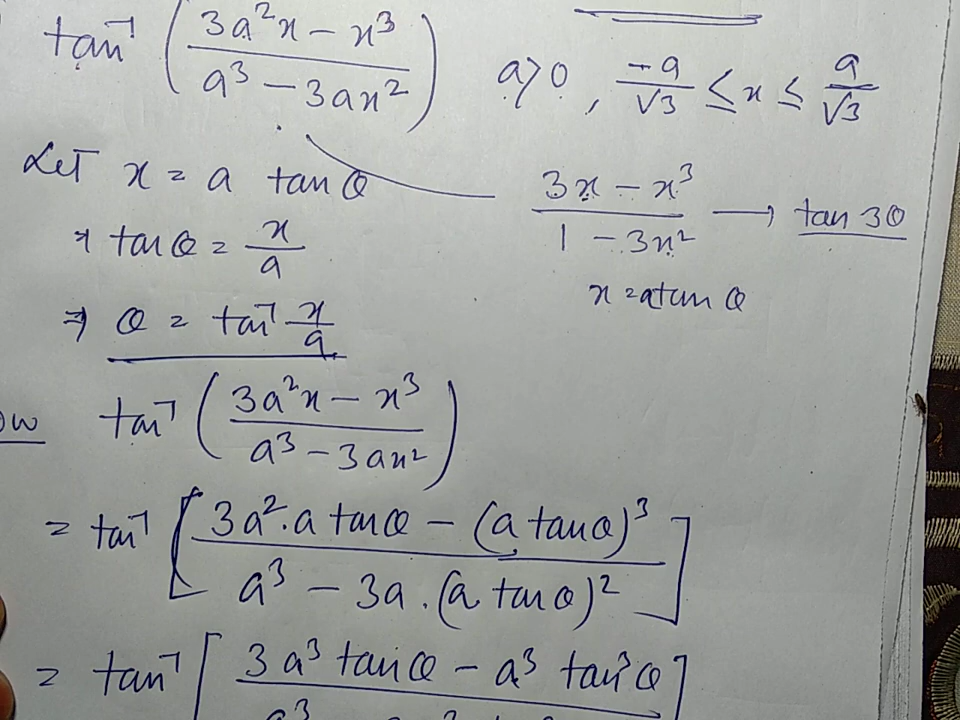 tan⁻¹ ( (3a²x − x³) / (a³ − 3ax²) )   a>0 , −a/√3 ≤ x ≤ a/√3
Let x = a tan θ
(3x − x³) / (1 − 3x²) → tan 3θ
⇒ tan θ = x/a
x = a tan θ
⇒ θ = tan⁻¹ x/a
ow tan⁻¹ ( (3a²x − x³) / (a³ − 3ax²) )
= tan⁻¹ [ (3a².a tan θ − (a tan θ)³) / (a³ − 3a.(a tan θ)²) ]
= tan⁻¹ [ 3a³ tan θ − a³ tan³ θ ]